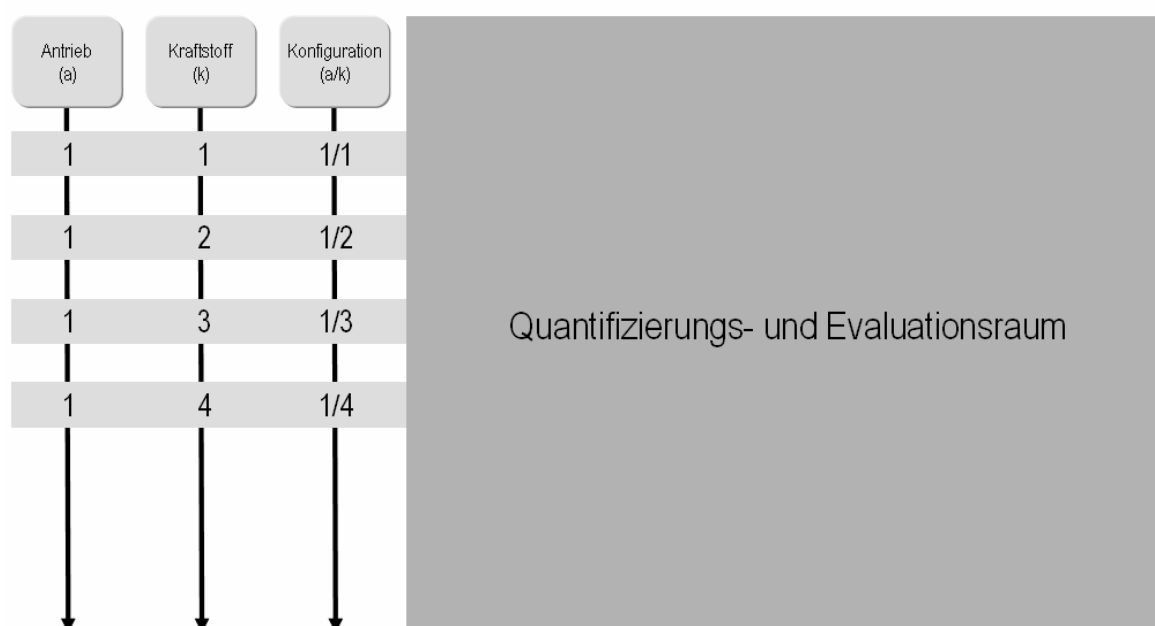 Antrieb
(a)
Kraftstoff
(k)
Konfiguration
(a/k)
1 1 1/1
1 2 1/2
1 3 1/3
1 4 1/4
Quantifizierungs- und Evaluationsraum